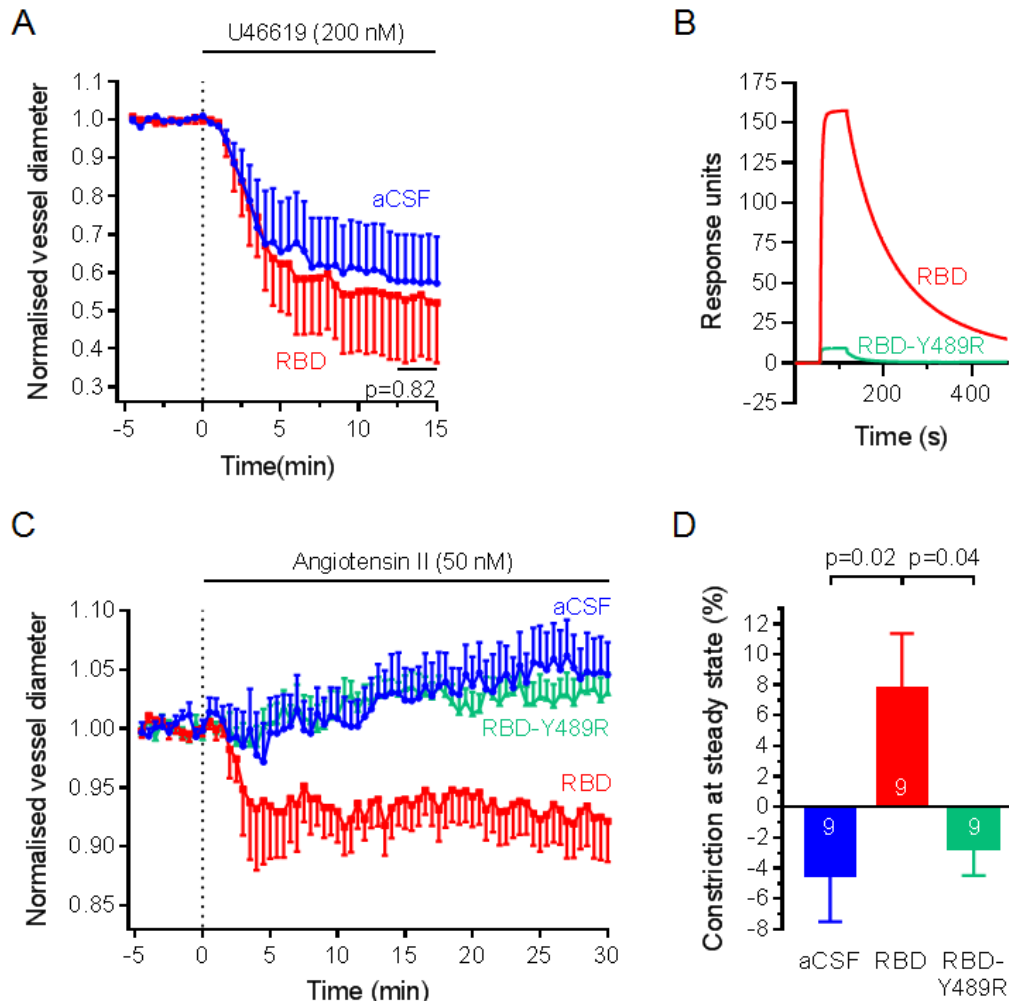 A
U46619 (200 nM)
Normalised vessel diameter
1.1
1.0
0.9
0.8
0.7
0.6
0.5
0.4
0.3
aCSF
RBD
p=0.82
-5 0 5 10 15
Time(min)
B
Response units
175
150
125
100
75
50
25
0
-25
RBD
RBD-Y489R
200 400
Time (s)
C
Angiotensin II (50 nM)
Normalised vessel diameter
1.10
1.05
1.00
0.95
0.90
0.85
aCSF
RBD-Y489R
RBD
-5 0 5 10 15 20 25 30
Time (min)
D
p=0.02 p=0.04
Constriction at steady state (%)
12
10
8
6
4
2
0
-2
-4
-6
-8
9
9
9
aCSF RBD RBD-
Y489R